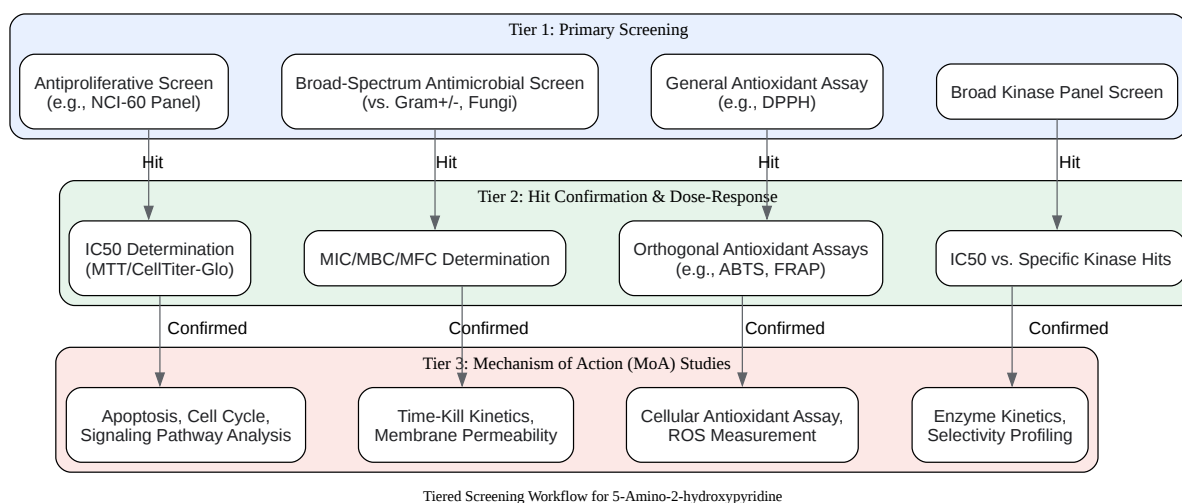 Tier 1: Primary Screening
Antiproliferative Screen
(e.g., NCI-60 Panel)
Broad-Spectrum Antimicrobial Screen
(vs. Gram+/-, Fungi)
General Antioxidant Assay
(e.g., DPPH)
Broad Kinase Panel Screen
Hit
Hit
Hit
Hit
Tier 2: Hit Confirmation & Dose-Response
IC50 Determination
(MTT/CellTiter-Glo)
MIC/MBC/MFC Determination
Orthogonal Antioxidant Assays
(e.g., ABTS, FRAP)
IC50 vs. Specific Kinase Hits
Confirmed
Confirmed
Confirmed
Confirmed
Tier 3: Mechanism of Action (MoA) Studies
Apoptosis, Cell Cycle,
Signaling Pathway Analysis
Time-Kill Kinetics,
Membrane Permeability
Cellular Antioxidant Assay,
ROS Measurement
Enzyme Kinetics,
Selectivity Profiling
Tiered Screening Workflow for 5-Amino-2-hydroxypyridine